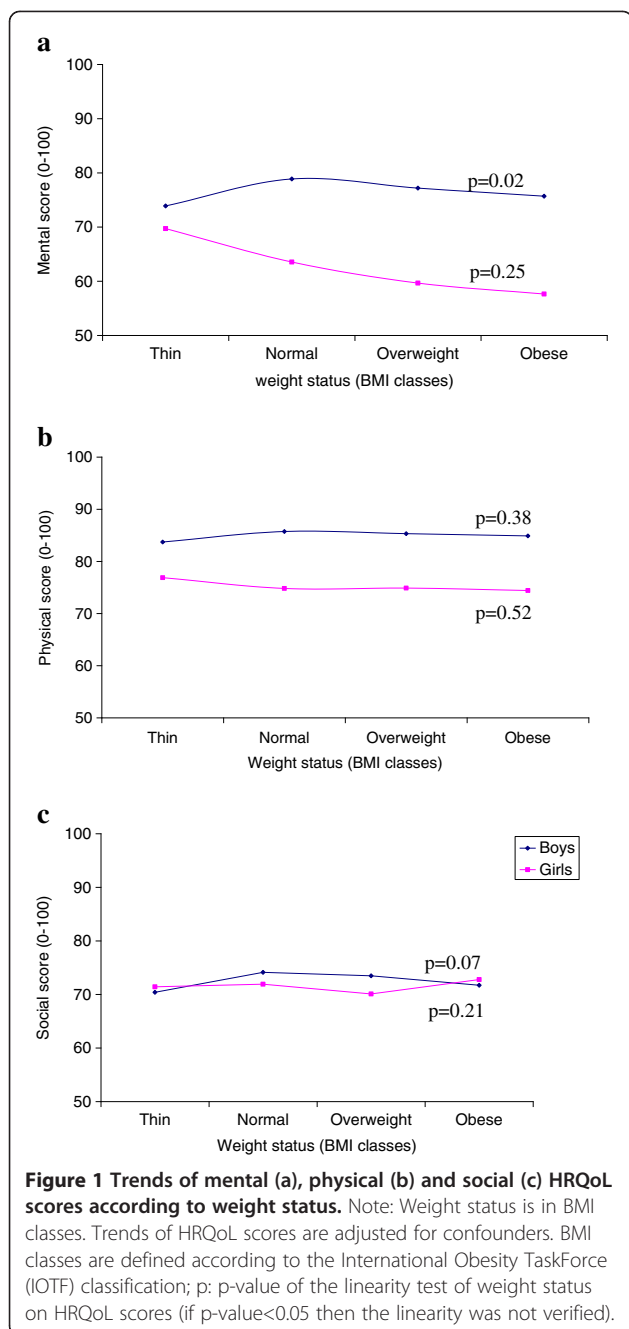 a
100
90
80
70
60
50
Mental score (0-100)
p=0.02
p=0.25
Thin Normal Overweight Obese
weight status (BMI classes)
b
100
90
80
70
60
50
Physical score (0-100)
p=0.38
p=0.52
Thin Normal Overweight Obese
Weight status (BMI classes)
c
100
90
80
70
60
50
Social score (0-100)
Boys
Girls
p=0.07
p=0.21
Thin Normal Overweight Obese
Weight status (BMI classes)
Figure 1 Trends of mental (a), physical (b) and social (c) HRQoL
scores according to weight status. Note: Weight status is in BMI
classes. Trends of HRQoL scores are adjusted for confounders. BMI
classes are defined according to the International Obesity TaskForce
(IOTF) classification; p: p-value of the linearity test of weight status
on HRQoL scores (if p-value<0.05 then the linearity was not verified).